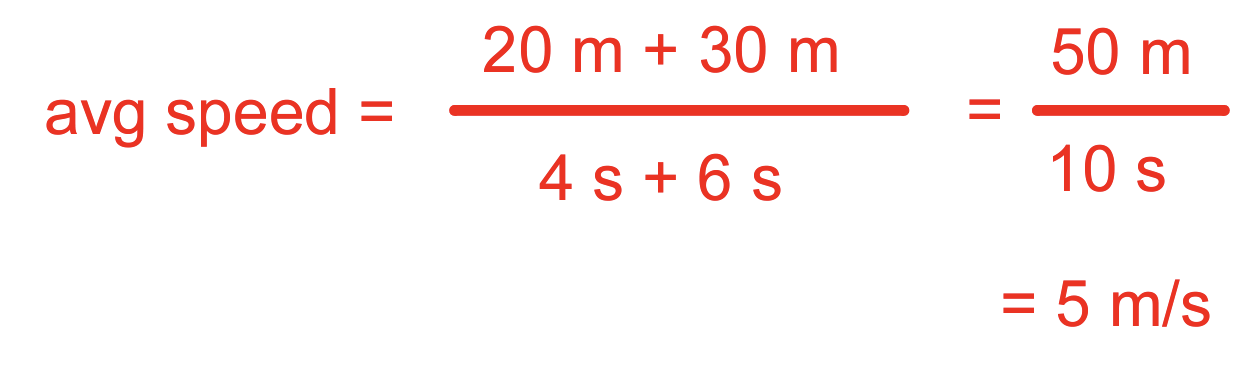 20 m + 30 m
50 m
avg speed =
=
4 s + 6 s
10 s
= 5 m/s